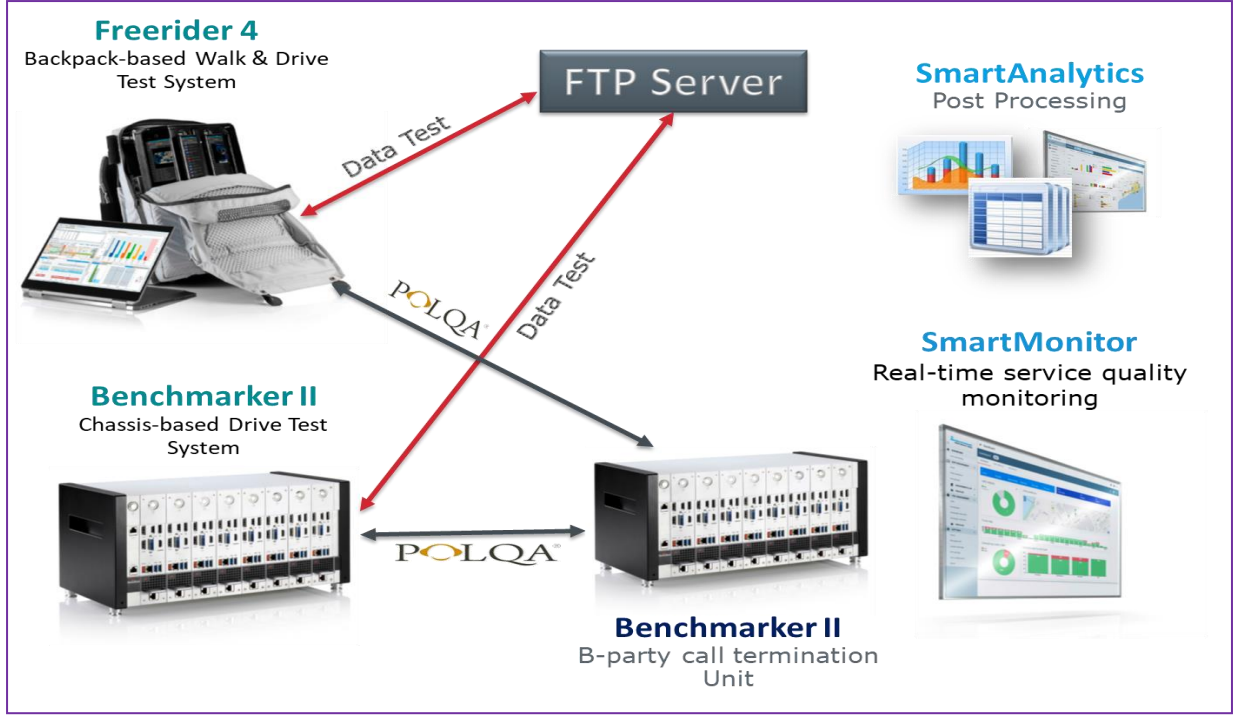 Freerider 4
Backpack-based Walk & Drive
Test System
FTP Server
SmartAnalytics
Post Processing
Data Test
POLQA®
Data Test
SmartMonitor
Real-time service quality
monitoring
Benchmarker II
Chassis-based Drive Test
System
POLQA®
Benchmarker II
B-party call termination
Unit